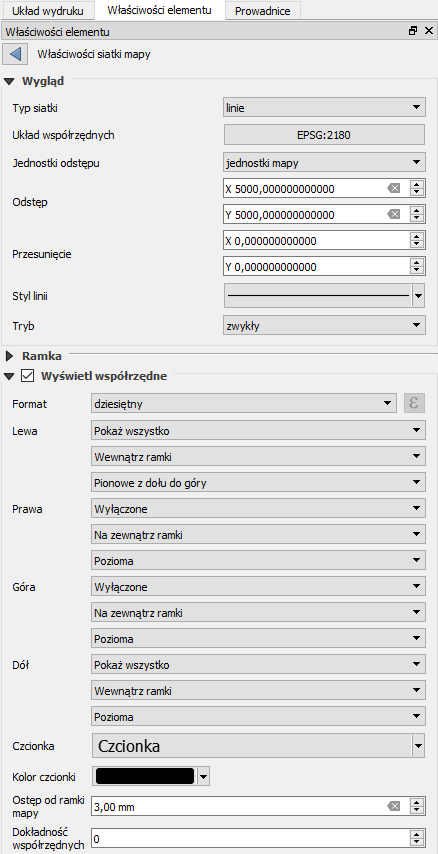 Układ wydruku Właściwości elementu Prowadnice
Właściwości elementu
Właściwości siatki mapy
Wygląd
Typ siatki linie
Układ współrzędnych EPSG:2180
Jednostki odstępu jednostki mapy
Odstęp X 5000,000000000000
Y 5000,000000000000
Przesunięcie X 0,000000000000
Y 0,000000000000
Styl linii
Tryb zwykły
Ramka
Wyświetl współrzędne
Format dziesiętny ε
Lewa Pokaż wszystko
Wewnątrz ramki
Pionowe z dołu do góry
Prawa Wyłączone
Na zewnątrz ramki
Pozioma
Góra Wyłączone
Na zewnątrz ramki
Pozioma
Dół Pokaż wszystko
Wewnątrz ramki
Pozioma
Czcionka Czcionka
Kolor czcionki
Ostęp od ramki
mapy 3,00 mm
Dokładność
współrzędnych 0